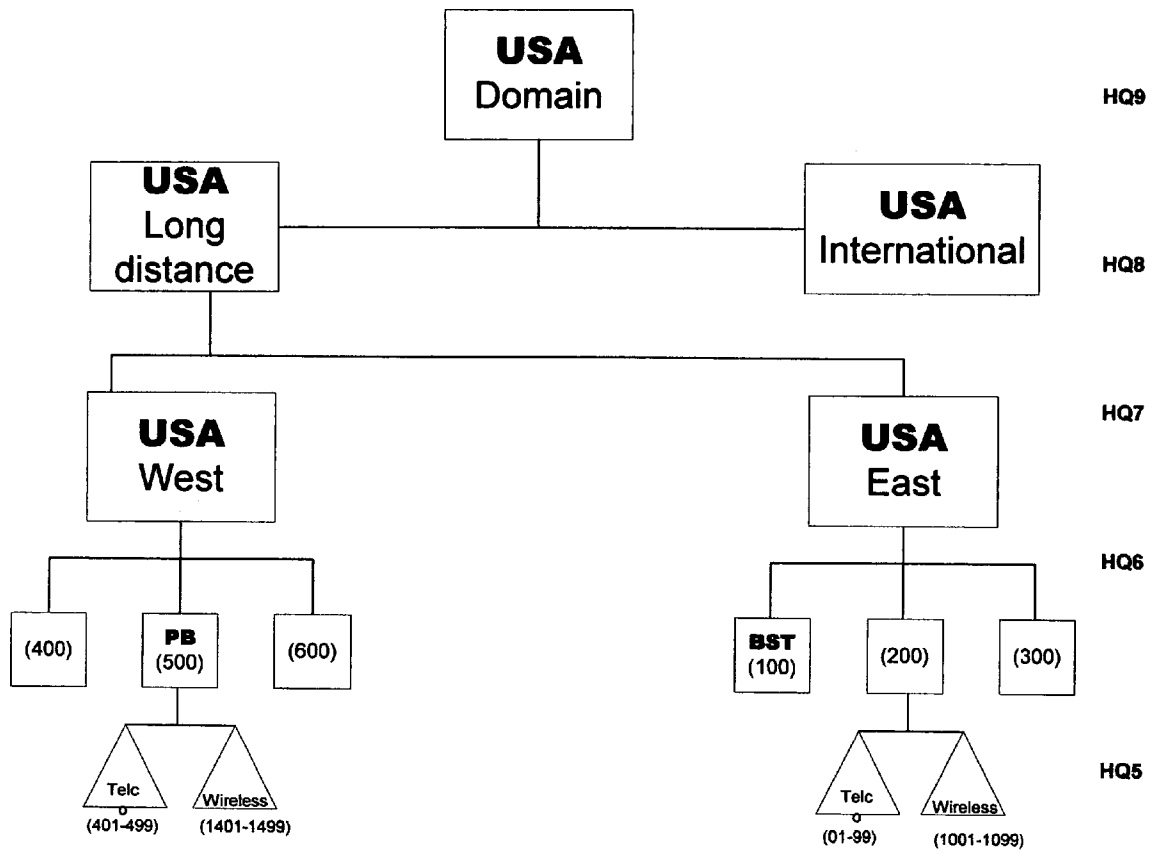 USA
Domain
HQ9
USA
Long
distance
USA
International
HQ8
USA
West
USA
East
HQ7
HQ6
(400)
PB
(500)
(600)
BST
(100)
(200)
(300)
Telc
o
(401-499)
Wireless
(1401-1499)
Telc
o
(01-99)
Wireless
(1001-1099)
HQ5